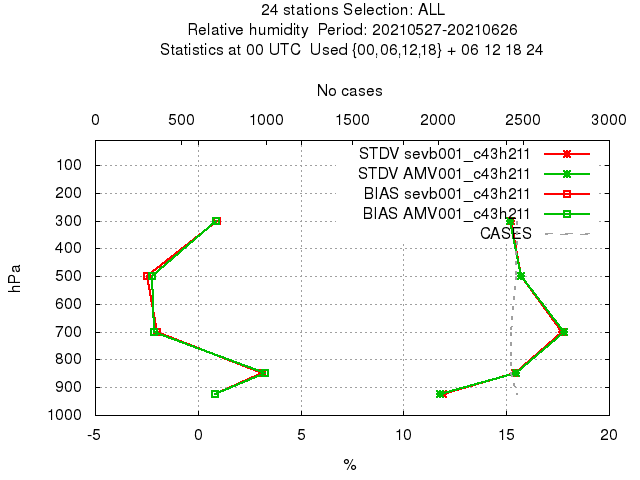 24 stations Selection: ALL
Relative humidity  Period: 20210527-20210626
Statistics at 00 UTC  Used {00,06,12,18} + 06 12 18 24
No cases
0 500 1000 1500 2000 2500 3000
STDV sevb001_c43h211
STDV AMV001_c43h211
BIAS sevb001_c43h211
BIAS AMV001_c43h211
CASES
100
200
300
400
500
600
700
800
900
1000
hPa
-5 0 5 10 15 20
%